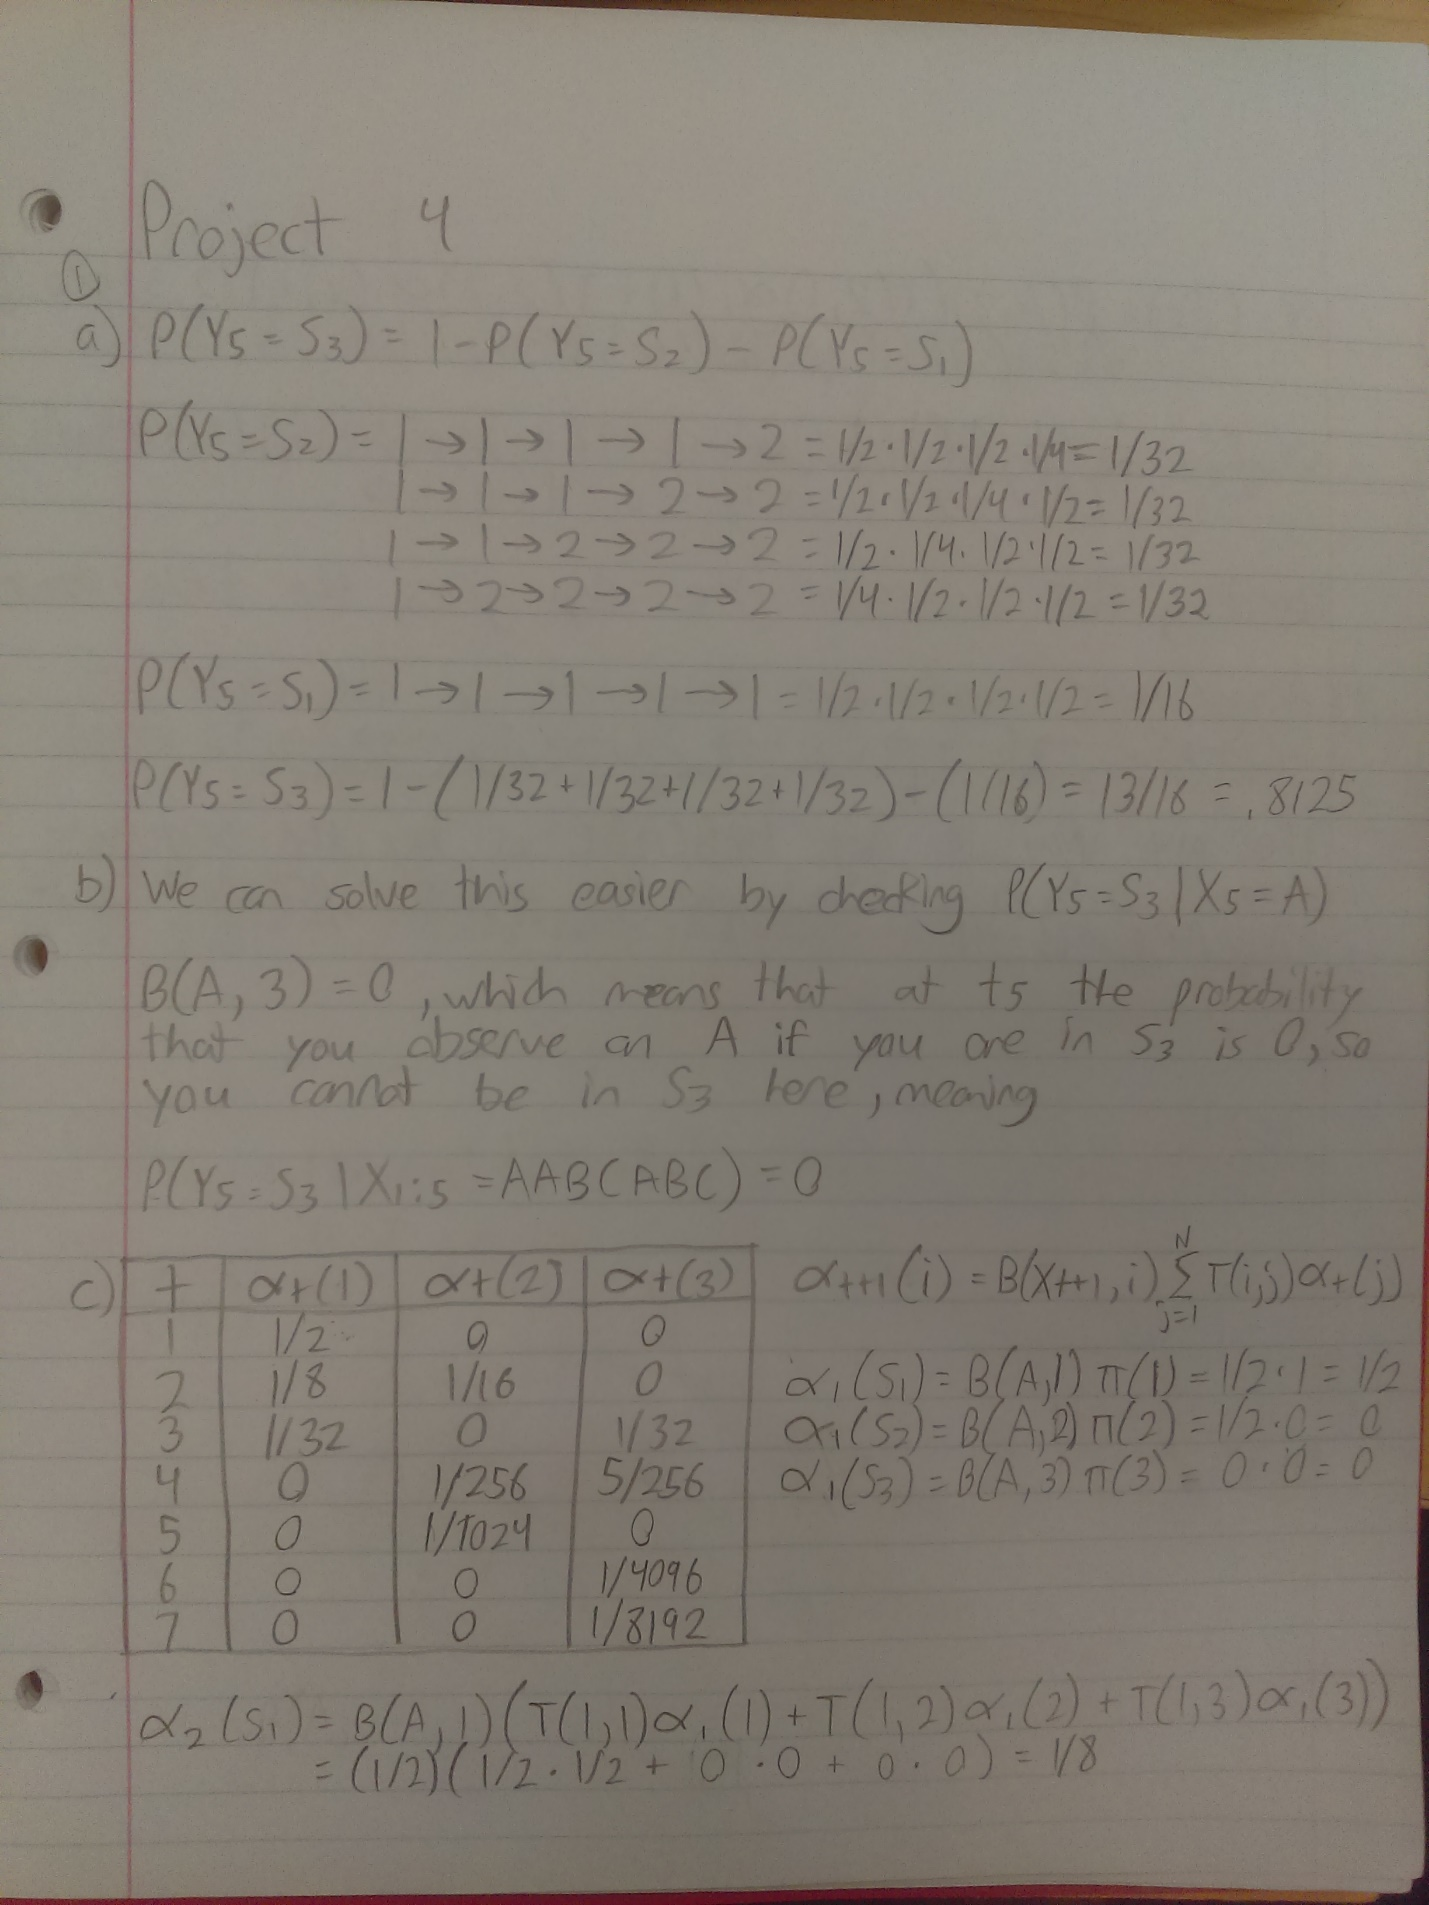 Project 4
①
a) P(Y5 = S3) = 1 - P(Y5 = S2) - P(Y5 = S1)
P(Y5 = S2) = 1 → 1 → 1 → 1 → 2 = 1/2 · 1/2 · 1/2 · 1/4 = 1/32
1 → 1 → 1 → 2 → 2 = 1/2 · 1/2 · 1/4 · 1/2 = 1/32
1 → 1 → 2 → 2 → 2 = 1/2 · 1/4 · 1/2 · 1/2 = 1/32
1 → 2 → 2 → 2 → 2 = 1/4 · 1/2 · 1/2 · 1/2 = 1/32
P(Y5 = S1) = 1 → 1 → 1 → 1 → 1 = 1/2 · 1/2 · 1/2 · 1/2 = 1/16
P(Y5 = S3) = 1 - (1/32 + 1/32 + 1/32 + 1/32) - (1/16) = 13/16 = .8125
b) We can solve this easier by checking P(Y5 = S3 | X5 = A)
B(A, 3) = 0, which means that at t5 the probability
that you observe an A if you are in S3 is 0, so
you cannot be in S3 here, meaning
P(Y5 = S3 | X1:5 = AABCABC) = 0
c) t αt(1) αt(2) αt(3) αt+1(i) = B(Xt+1, i) N Σ j=1 T(i,j) αt(j)
1 1/2 0 0
2 1/8 1/16 0 α1(S1) = B(A,1) π(1) = 1/2 · 1 = 1/2
3 1/32 0 1/32 α1(S2) = B(A,2) π(2) = 1/2 · 0 = 0
4 0 1/256 5/256 α1(S3) = B(A,3) π(3) = 0 · 0 = 0
5 0 1/1024 0
6 0 0 1/4096
7 0 0 1/8192
α2(S1) = B(A,1)(T(1,1)α1(1) + T(1,2)α1(2) + T(1,3)α1(3))
= (1/2)(1/2 · 1/2 + 0 · 0 + 0 · 0) = 1/8